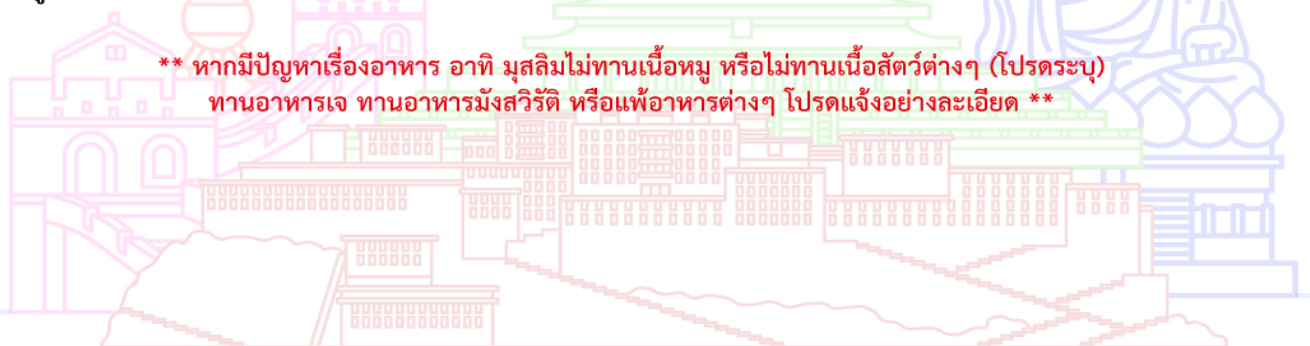 ** หากมีปัญหาเรื่องอาหาร อาทิ มุสลิมไม่ทานเนื้อหมู หรือไม่ทานเนื้อสัตว์ต่างๆ (โปรดระบุ)
ทานอาหารเจ ทานอาหารมังสวิรัติ หรือแพ้อาหารต่างๆ โปรดแจ้งอย่างละเอียด **